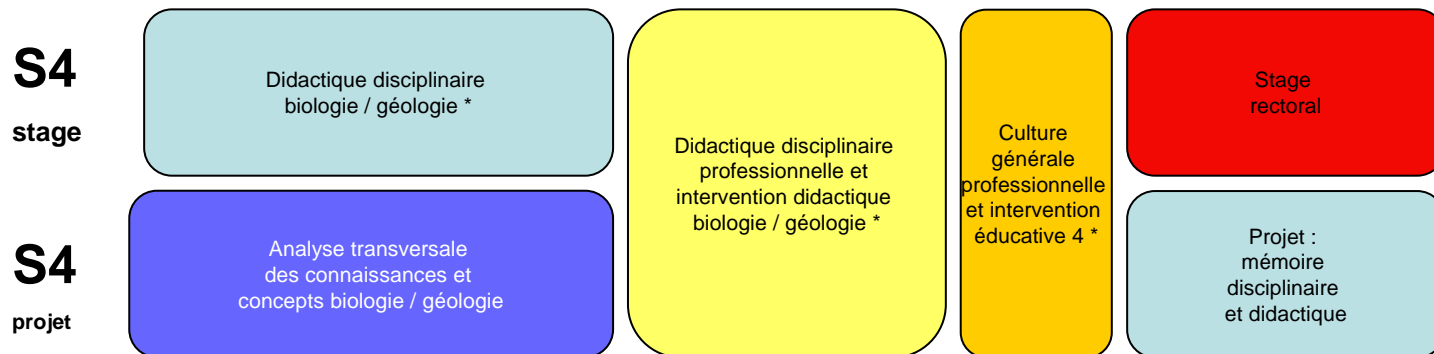 S4
stage
Didactique disciplinaire
biologie / géologie *
Didactique disciplinaire
professionnelle et
intervention didactique
biologie / géologie *
Culture
générale
professionnelle
et intervention
éducative 4 *
Stage
rectoral
S4
projet
Analyse transversale
des connaissances et
concepts biologie / géologie
Projet :
mémoire
disciplinaire
et didactique